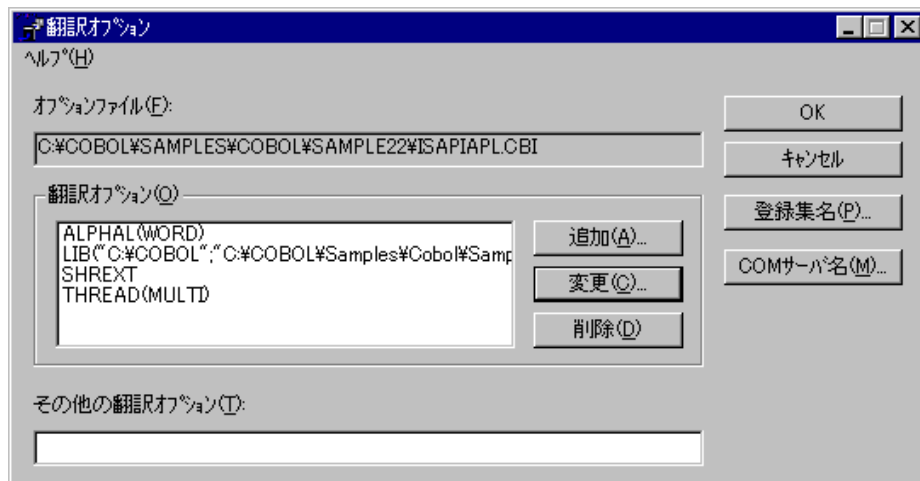 翻訳ｵﾌﾟｼｮﾝ
ﾍﾙﾌﾟ(H)
ｵﾌﾟｼｮﾝﾌｧｲﾙ(F):
C:¥COBOL¥SAMPLES¥COBOL¥SAMPLE22¥ISAPIAPL.CBI
OK
ｷｬﾝｾﾙ
翻訳ｵﾌﾟｼｮﾝ(O)
登録集名(P)...
ALPHAL(WORD)
LIB("C:¥COBOL";"C:¥COBOL¥Samples¥Cobol¥Samp
SHREXT
THREAD(MULTI)
追加(A)...
変更(C)...
削除(D)
COMｻｰﾊﾞ名(M)...
その他の翻訳ｵﾌﾟｼｮﾝ(T):